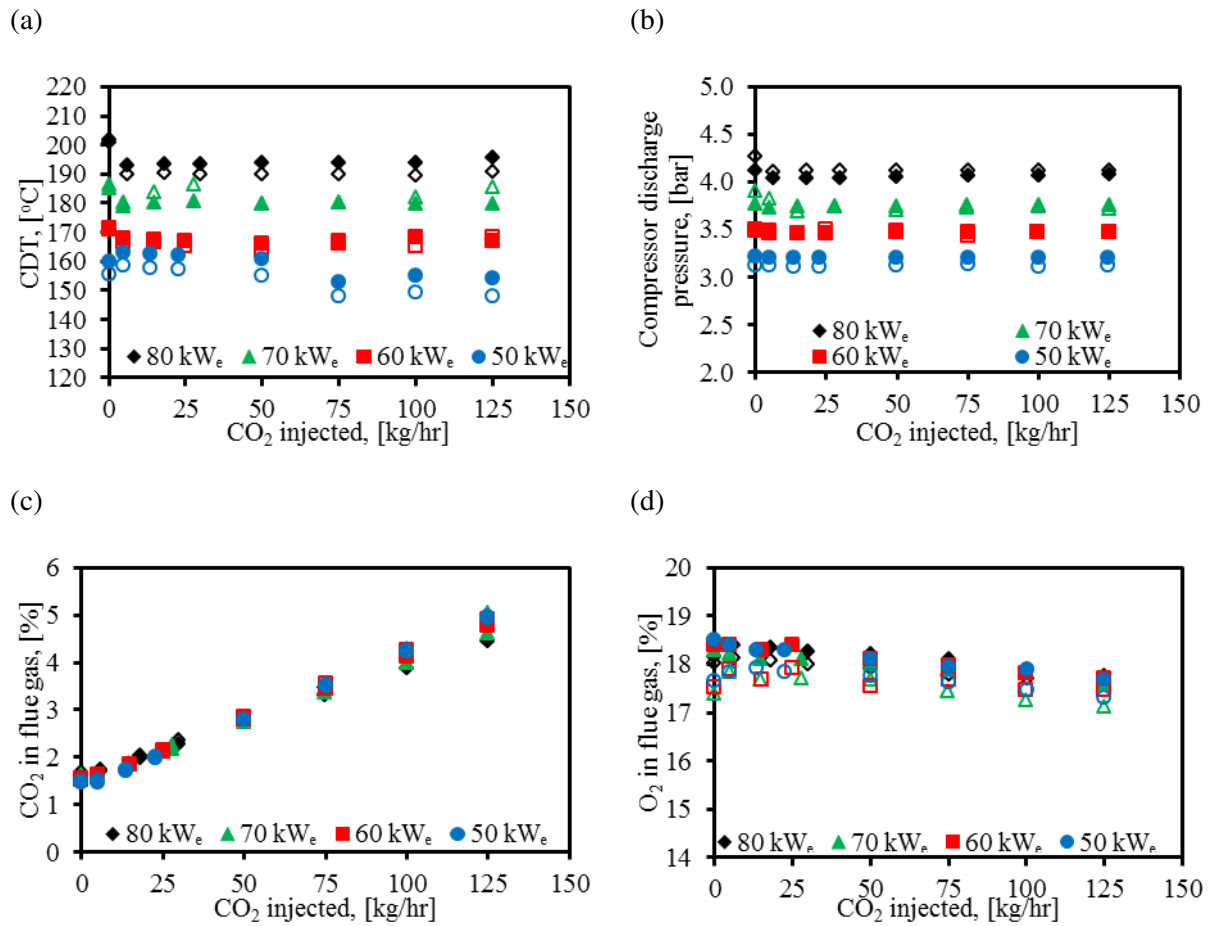 (a)
220
210
200
190
180
170
160
150
140
130
120
CDT, [°C]
80 kWₑ 70 kWₑ 60 kWₑ 50 kWₑ
0 25 50 75 100 125 150
CO₂ injected, [kg/hr]
(b)
5.0
4.5
4.0
3.5
3.0
2.5
2.0
Compressor discharge
pressure, [bar]
80 kWₑ 70 kWₑ
60 kWₑ 50 kWₑ
0 25 50 75 100 125 150
CO₂ injected, [kg/hr]
(c)
6
5
4
3
2
1
0
CO₂ in flue gas, [%]
80 kWₑ 70 kWₑ 60 kWₑ 50 kWₑ
0 25 50 75 100 125 150
CO₂ injected, [kg/hr]
(d)
20
19
18
17
16
15
14
O₂ in flue gas, [%]
80 kWₑ 70 kWₑ 60 kWₑ 50 kWₑ
0 25 50 75 100 125 150
CO₂ injected, [kg/hr]